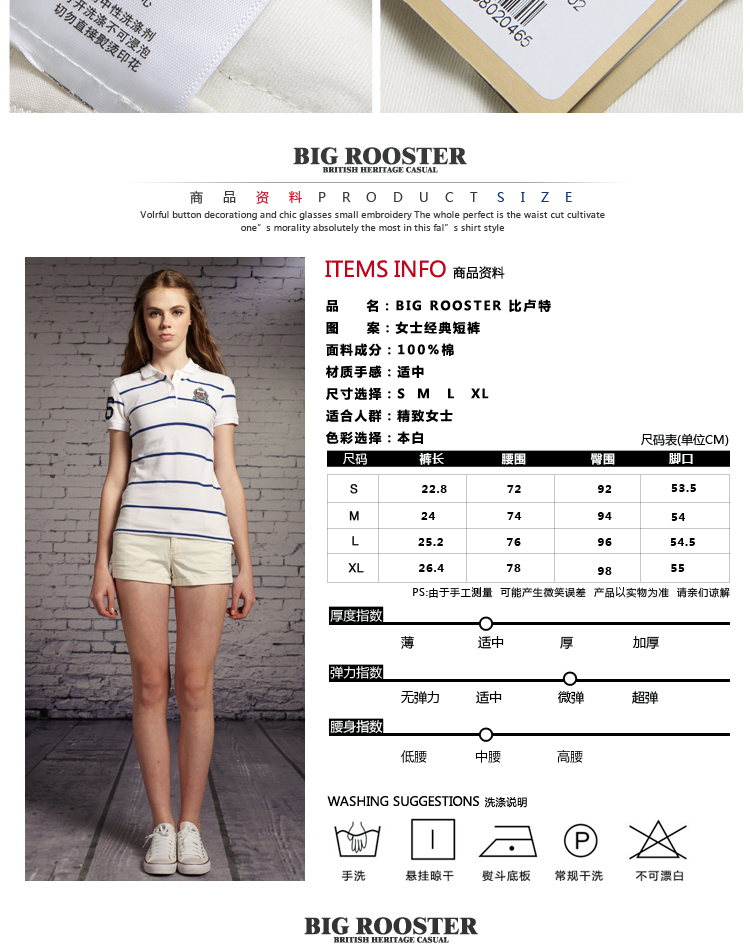 中性洗涤剂
开洗涤不可浸泡
切勿直接熨烫印花
8020465
BIG ROOSTER
BRITISH HERITAGE CASUAL
商品资料 PRODUCT SIZE
Volrful button decorationg and chic glasses small embroidery The whole perfect is the waist cut cultivate
one”s morality absolutely the most in this fal”s shirt style
ITEMS INFO 商品资料
品 名：BIG ROOSTER 比卢特
图 案：女士经典短裤
面料成分：100%棉
材质手感：适中
尺寸选择：S M L XL
适合人群：精致女士
色彩选择：本白
尺码表(单位CM)
尺码 裤长 腰围 臀围 脚口
S 22.8 72 92 53.5
M 24 74 94 54
L 25.2 76 96 54.5
XL 26.4 78 98 55
PS:由于手工测量 可能产生微笑误差 产品以实物为准 请亲们谅解
厚度指数
薄 适中 厚 加厚
弹力指数
无弹力 适中 微弹 超弹
腰身指数
低腰 中腰 高腰
WASHING SUGGESTIONS 洗涤说明
P
手洗 悬挂晾干 熨斗底板 常规干洗 不可漂白
BIG ROOSTER
BRITISH HERITAGE CASUAL